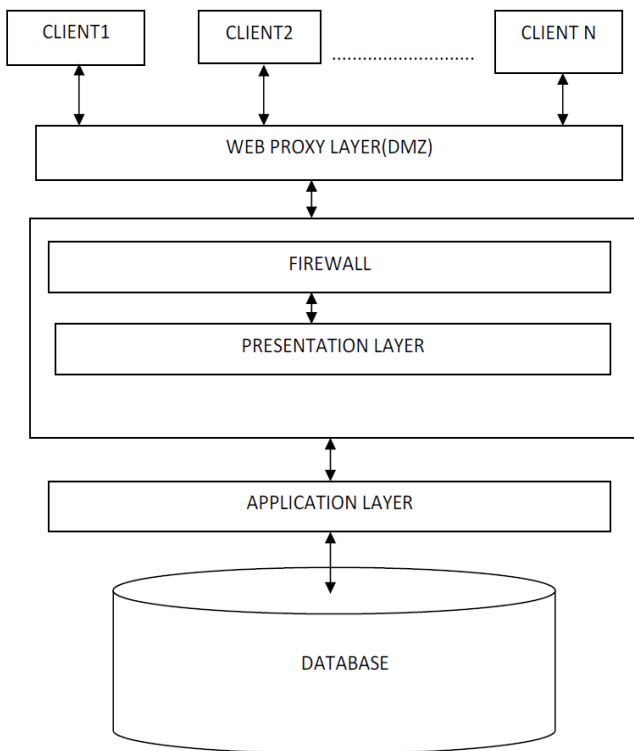 CLIENT1
CLIENT2
..............................
CLIENT N
WEB PROXY LAYER(DMZ)
FIREWALL
PRESENTATION LAYER
APPLICATION LAYER
DATABASE